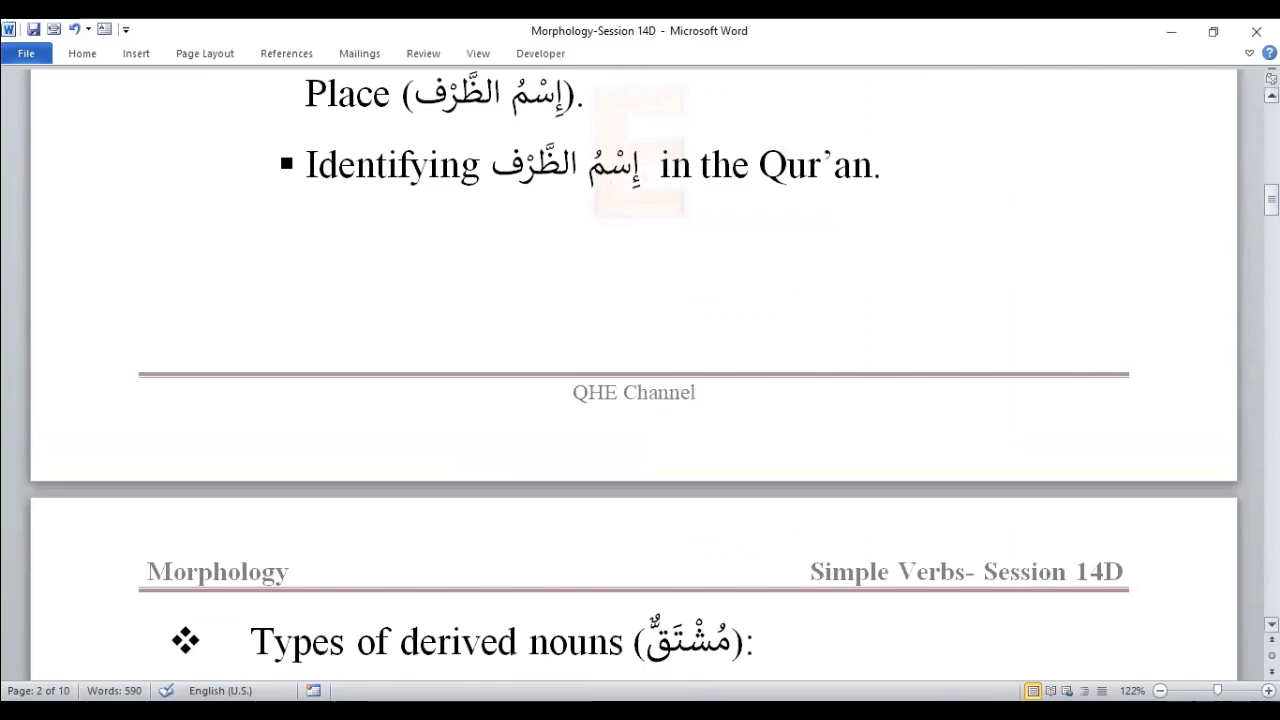 Morphology-Session 14D - Microsoft Word
File Home Insert Page Layout References Mailings Review View Developer
Place (إِسْمُ الظَّرْف).
▪ Identifying إِسْمُ الظَّرْف in the Qur’an.
QHE Channel
Morphology Simple Verbs- Session 14D
❖ Types of derived nouns (مُشْتَقٌّ):
Page: 2 of 10 Words: 590 English (U.S.) 122%